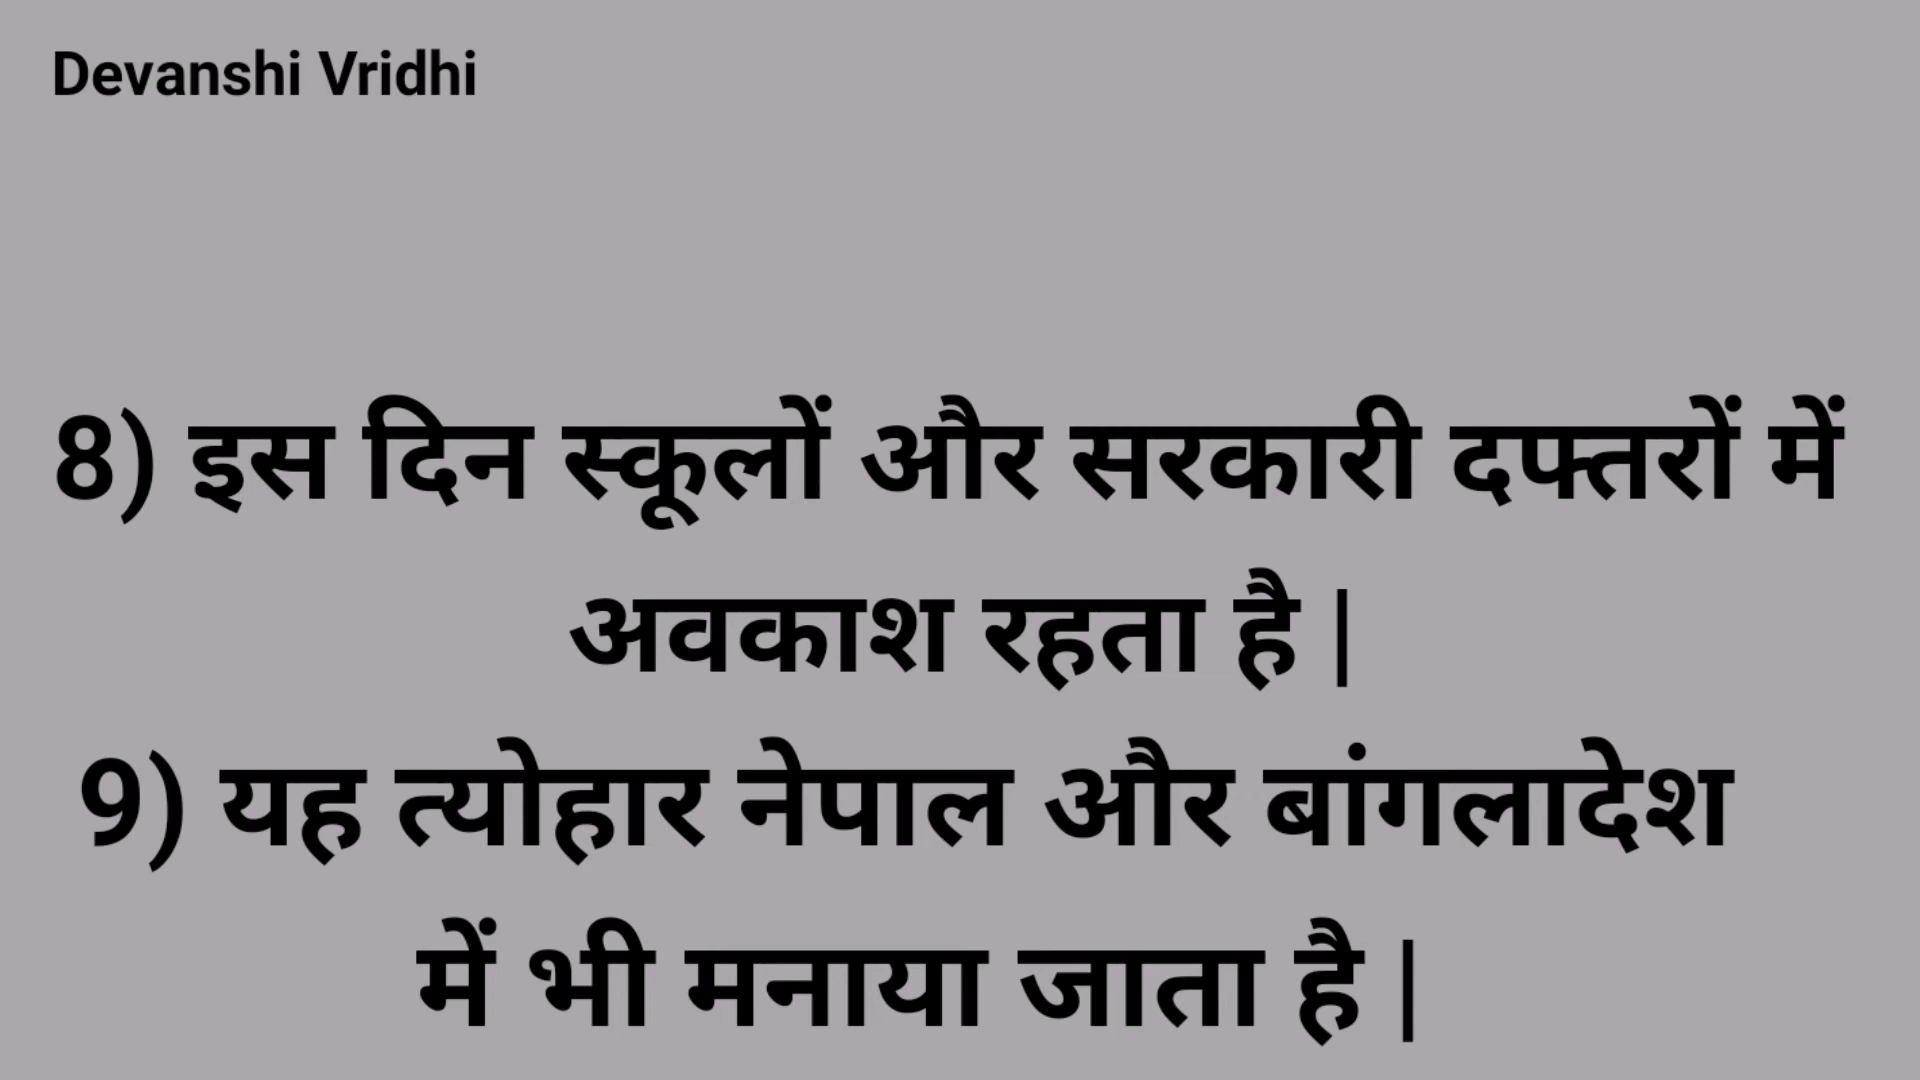 Devanshi Vridhi
8) इस दिन स्कूलों और सरकारी दफ्तरों में
अवकाश रहता है |
9) यह त्योहार नेपाल और बांगलादेश
में भी मनाया जाता है |